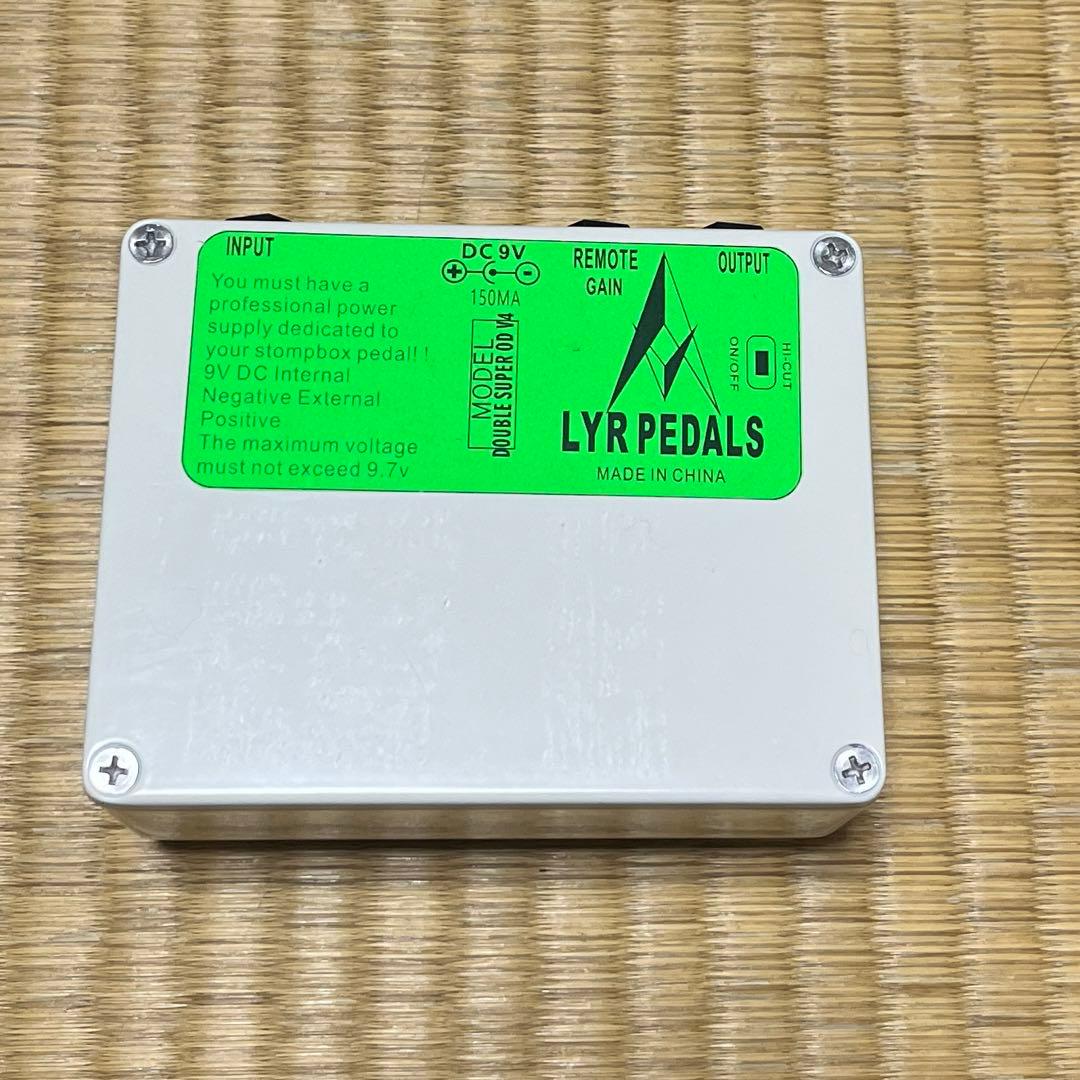 INPUT
You must have a
professional power
supply dedicated to
your stompbox pedal! !
9V DC Internal
Negative External
Positive
The maximum voltage
must not exceed 9.7v
DC 9V
+ -
150MA
MODEL
DOUBLE SUPER OD V4
REMOTE
GAIN
OUTPUT
HI-CUT
ON/OFF
LYR PEDALS
MADE IN CHINA